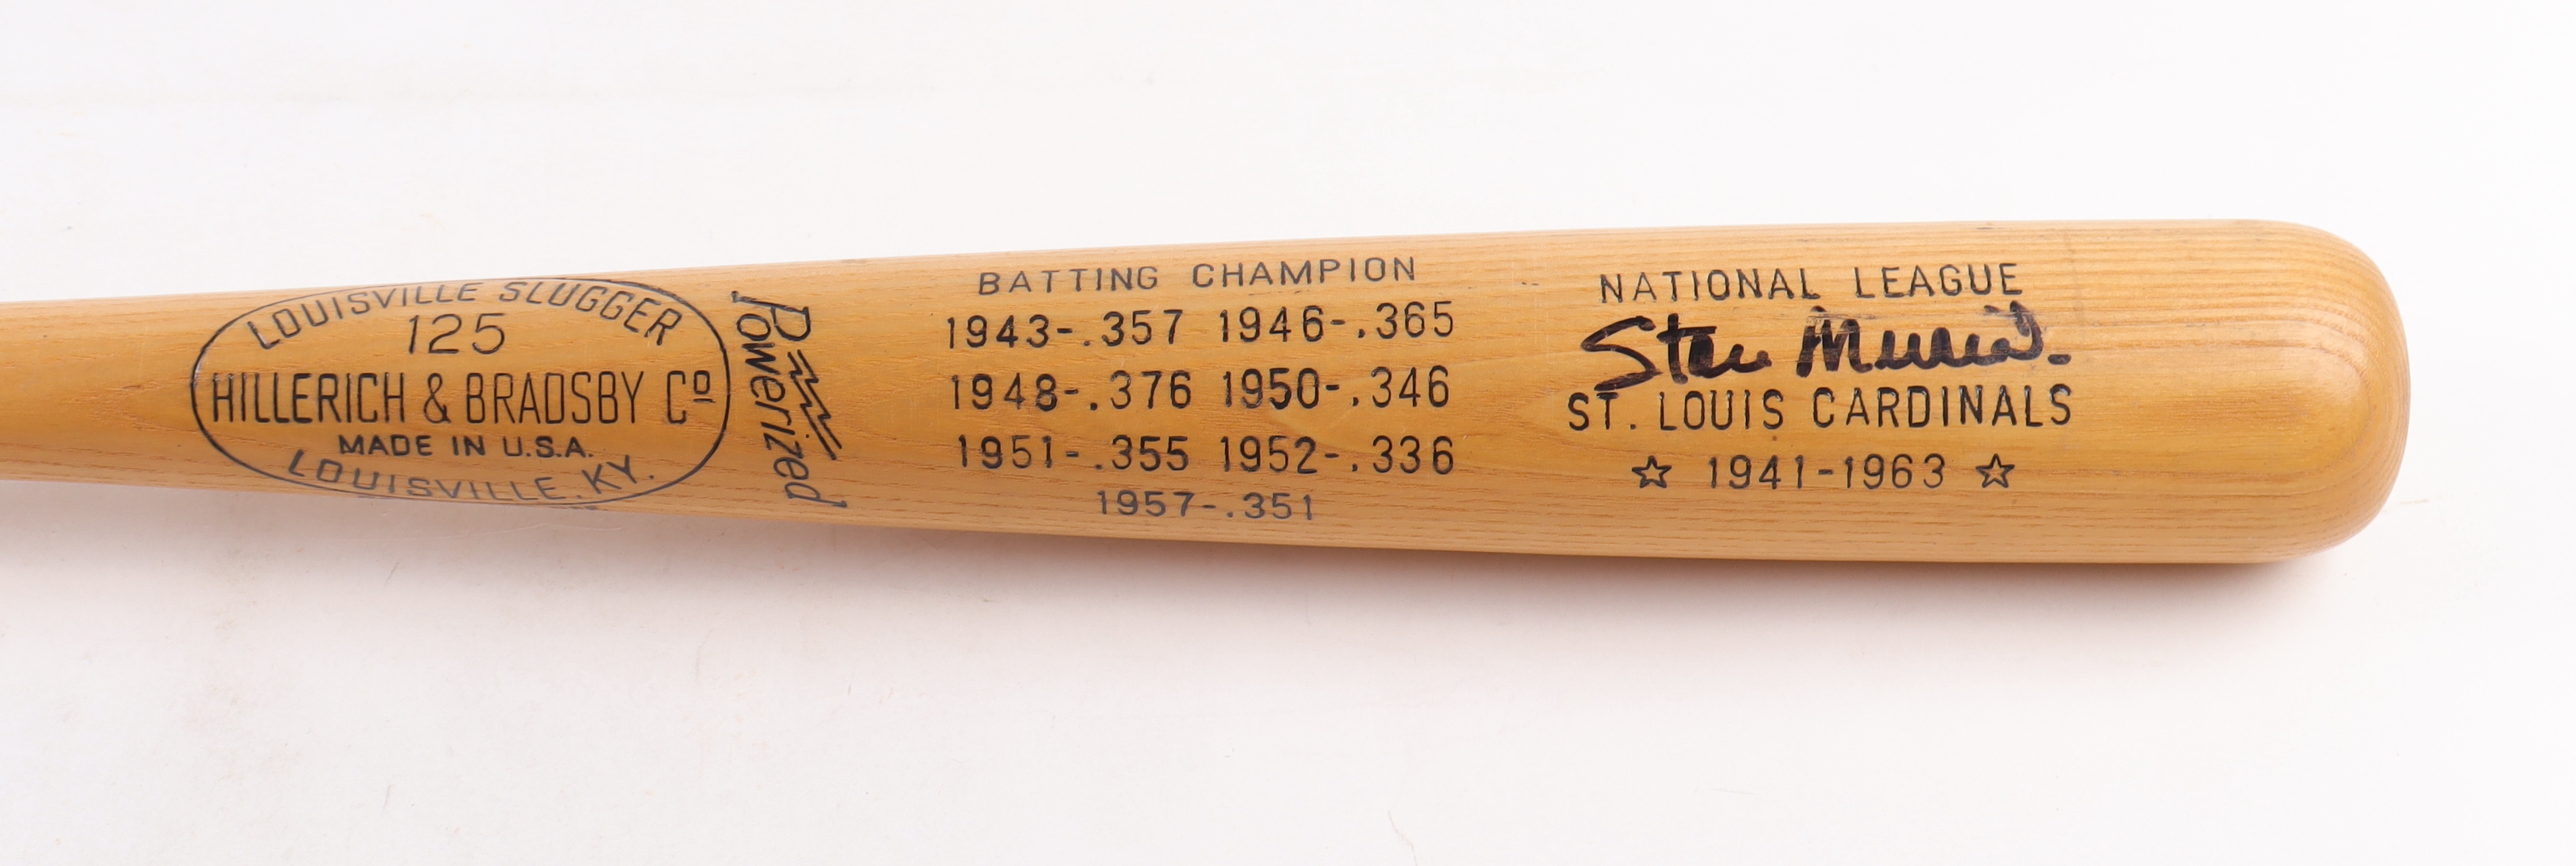 LOUISVILLE SLUGGER
125
HILLERICH & BRADSBY Cº
MADE IN U.S.A.
LOUISVILLE, KY.
Powerized
BATTING CHAMPION
1943-.357 1946-.365
1948-.376 1950-.346
1951-.355 1952-.336
1957-.351
NATIONAL LEAGUE
Stan Musial
ST. LOUIS CARDINALS
☆ 1941-1963 ☆